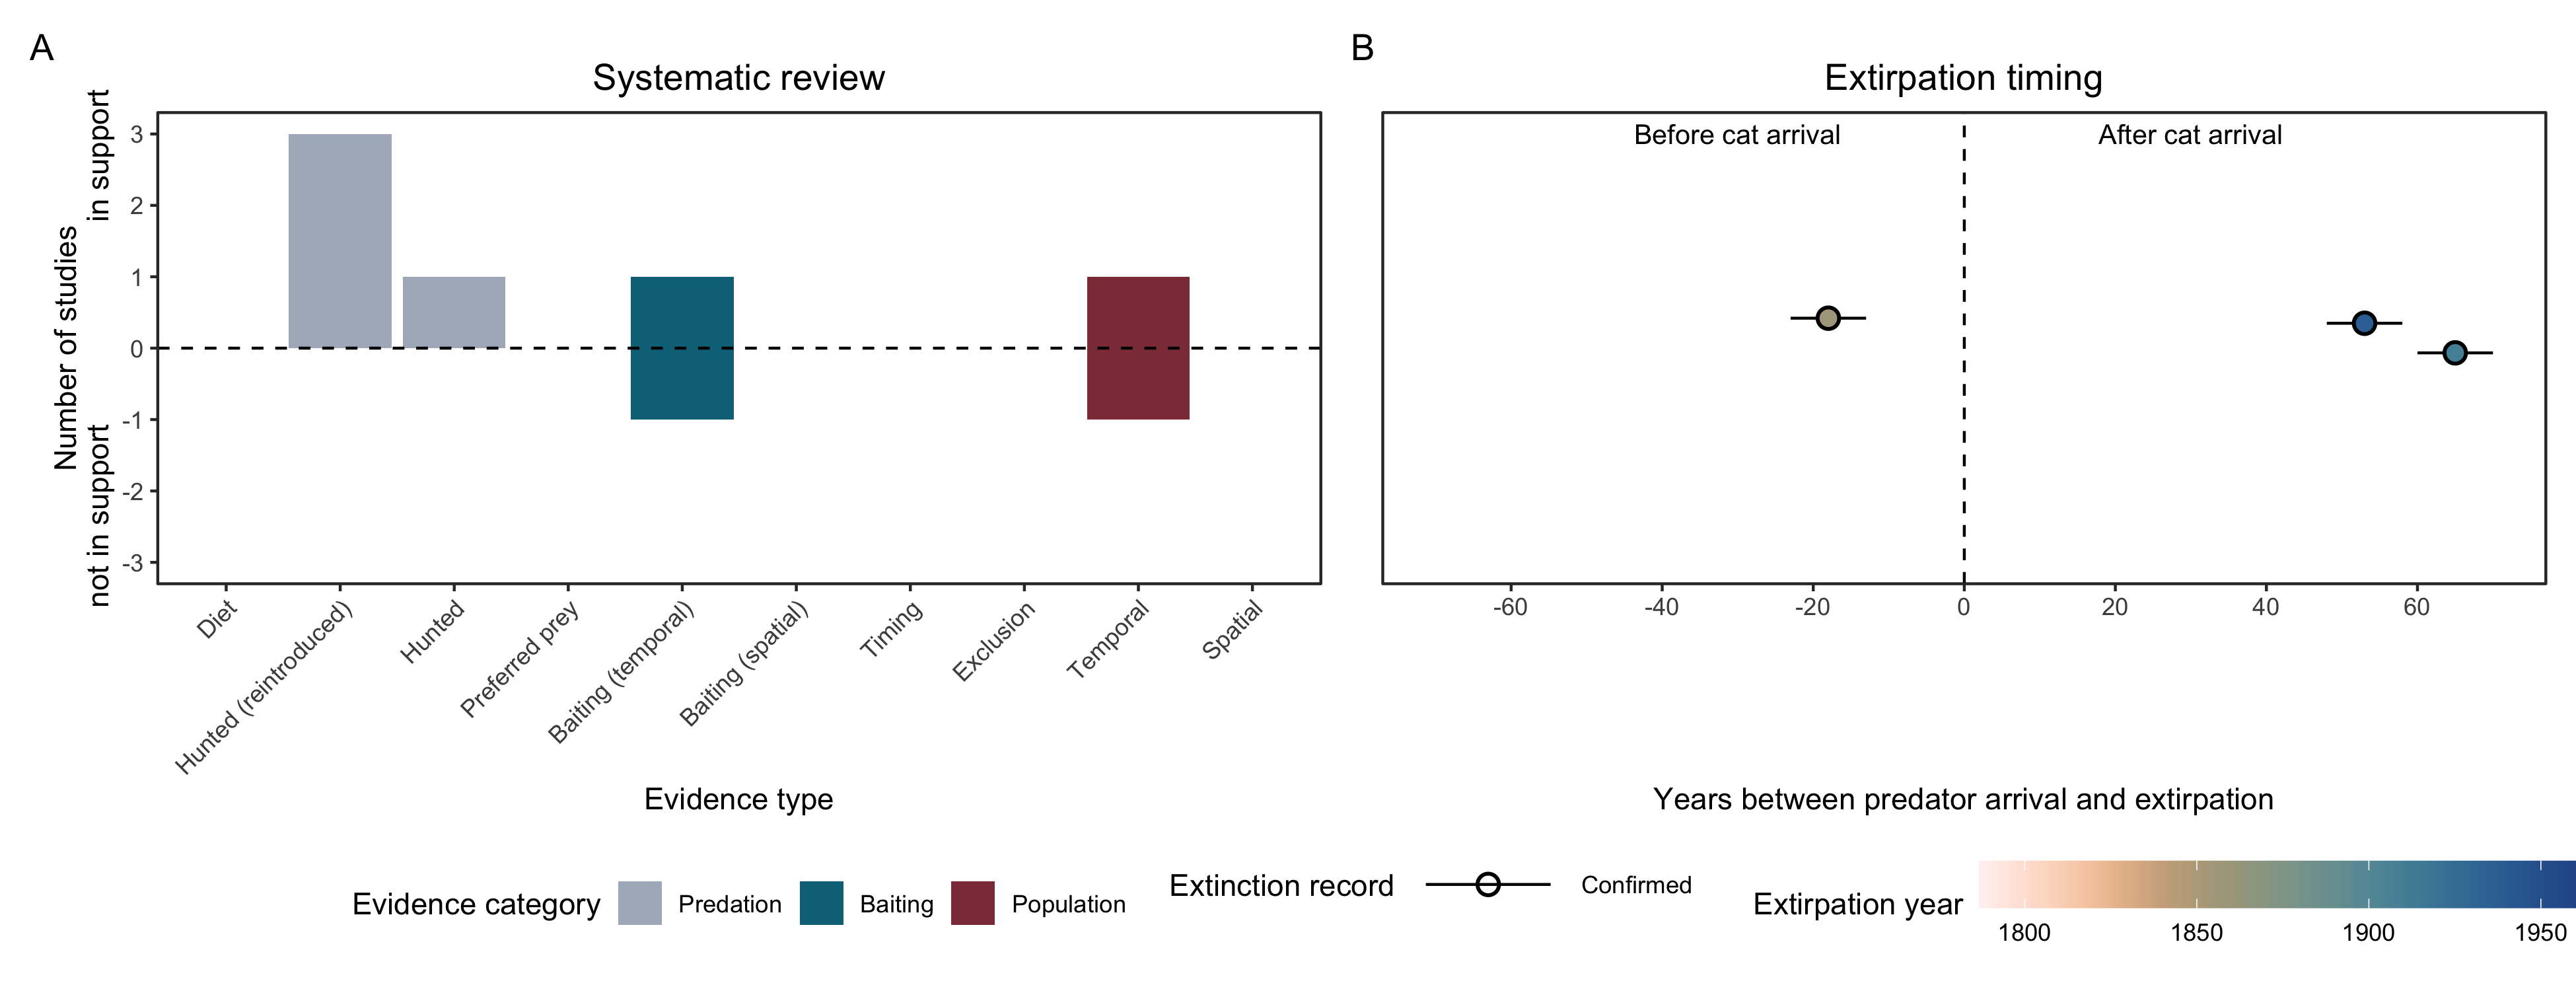 A
Systematic review
Number of studies
in support
not in support
3
2
1
0
-1
-2
-3
Diet
Hunted (reintroduced)
Hunted
Preferred prey
Baiting (temporal)
Baiting (spatial)
Timing
Exclusion
Temporal
Spatial
Evidence type
B
Extirpation timing
Before cat arrival
After cat arrival
-60
-40
-20
0
20
40
60
Years between predator arrival and extirpation
Evidence category
Predation
Baiting
Population
Extinction record
Confirmed
Extirpation year
1800
1850
1900
1950